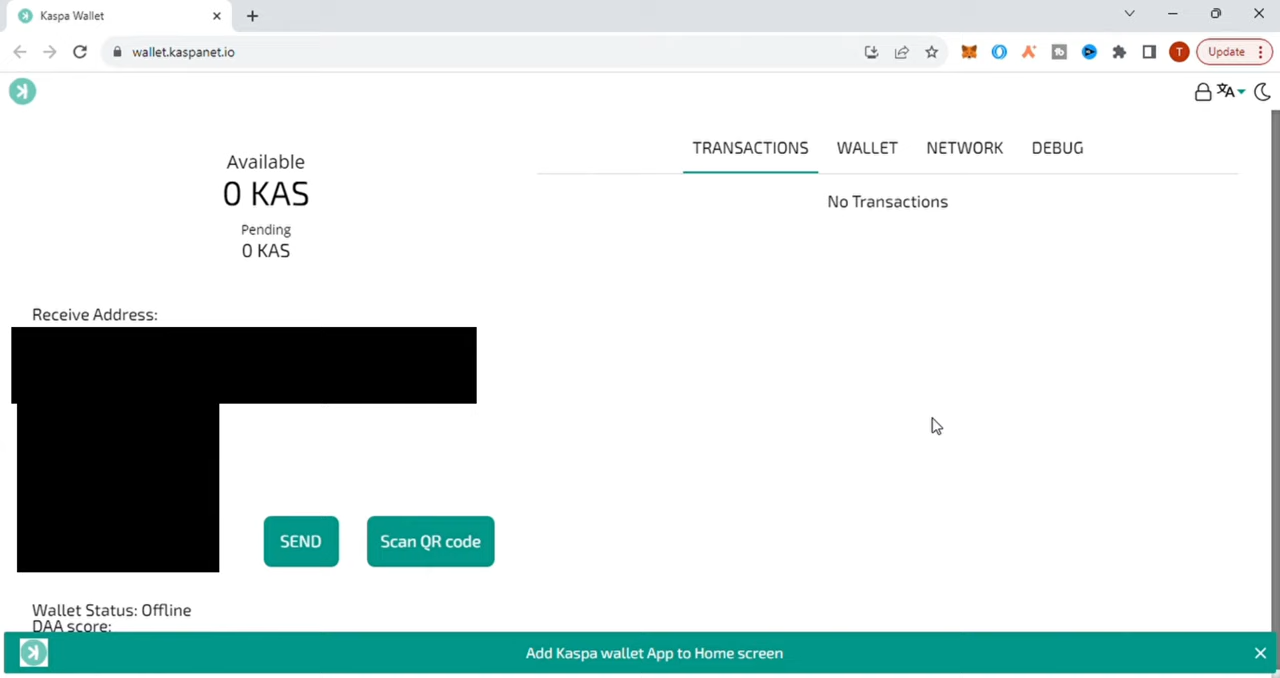 Kaspa Wallet
wallet.kaspanet.io
T
Update
Available
0 KAS
Pending
0 KAS
Receive Address:
SEND
Scan QR code
Wallet Status: Offline
DAA score:
TRANSACTIONS WALLET NETWORK DEBUG
No Transactions
Add Kaspa wallet App to Home screen